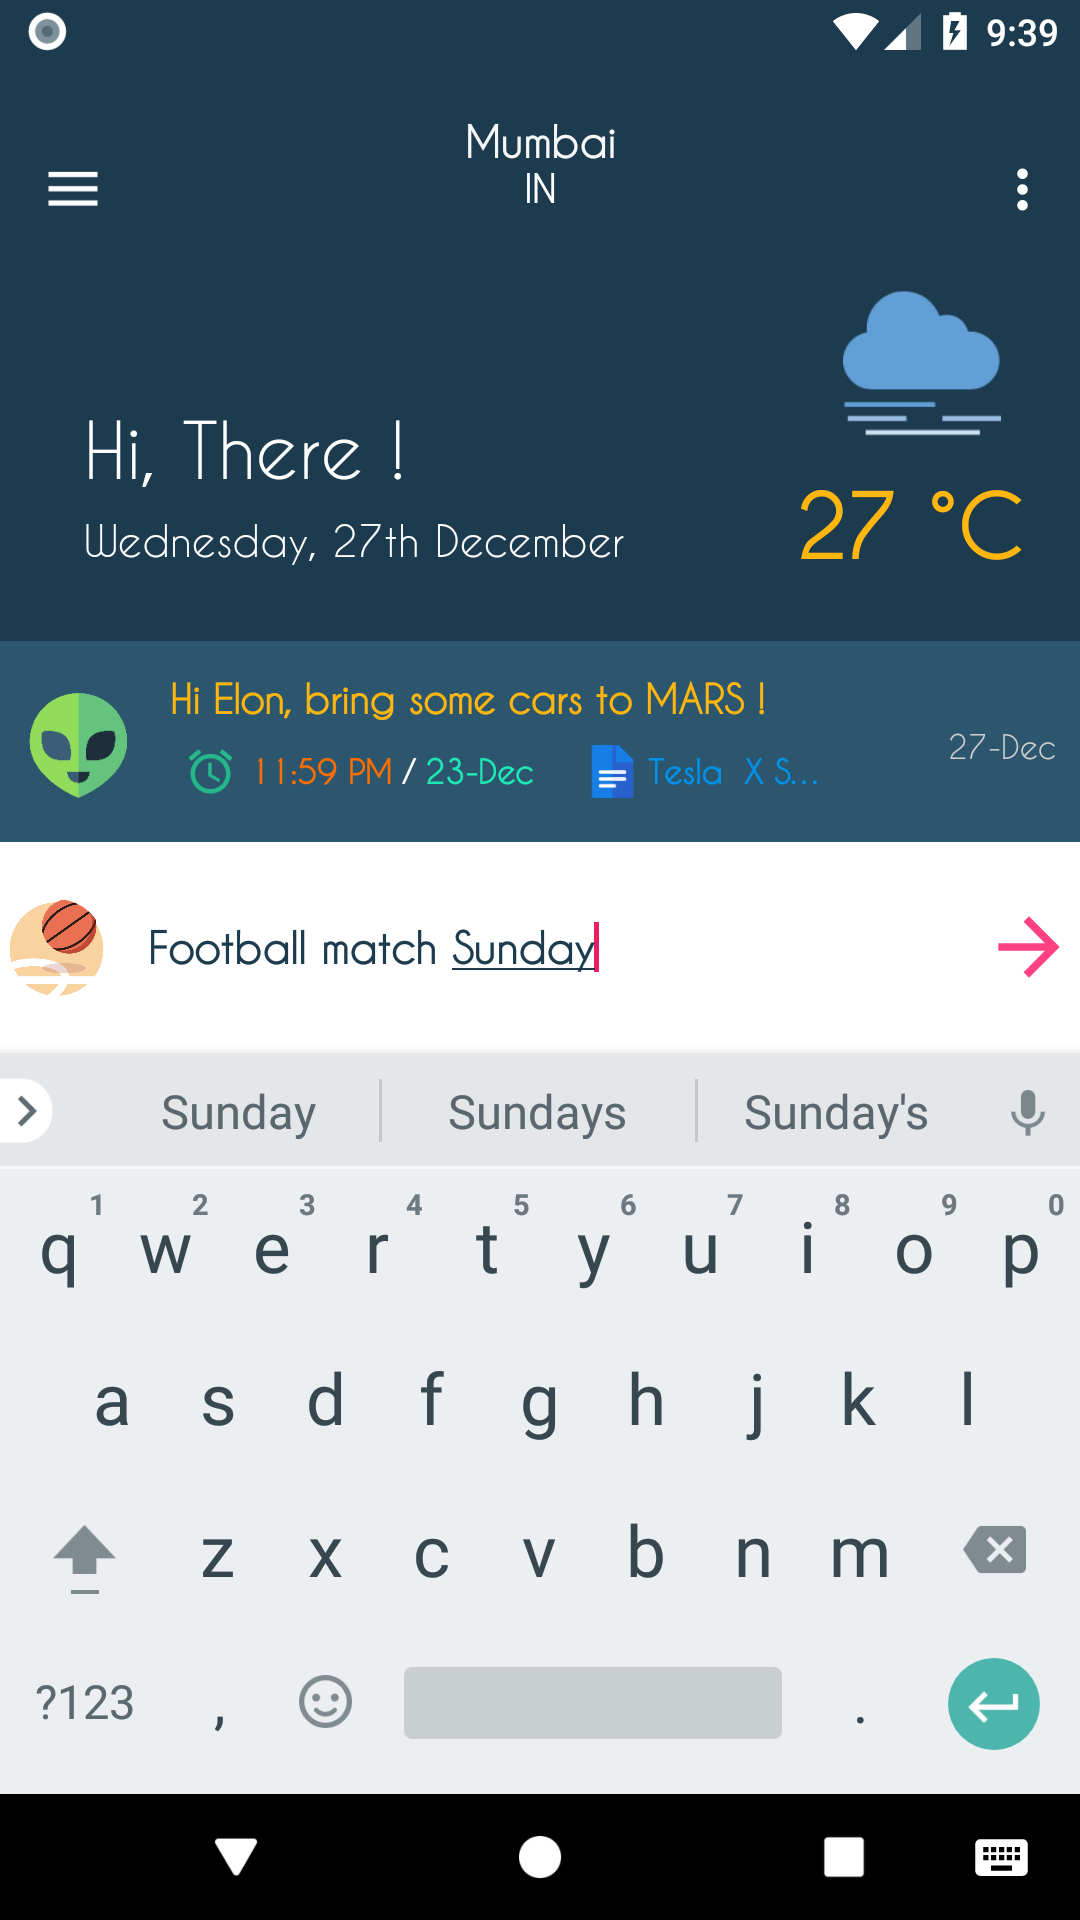 9:39
Mumbai
IN
Hi, There !
Wednesday, 27th December
27 °C
Hi Elon, bring some cars to MARS !
11:59 PM / 23-Dec
Tesla X S...
27-Dec
Football match Sunday
Sunday Sundays Sunday's
1 2 3 4 5 6 7 8 9 0
q w e r t y u i o p
a s d f g h j k l
z x c v b n m
?123 , .